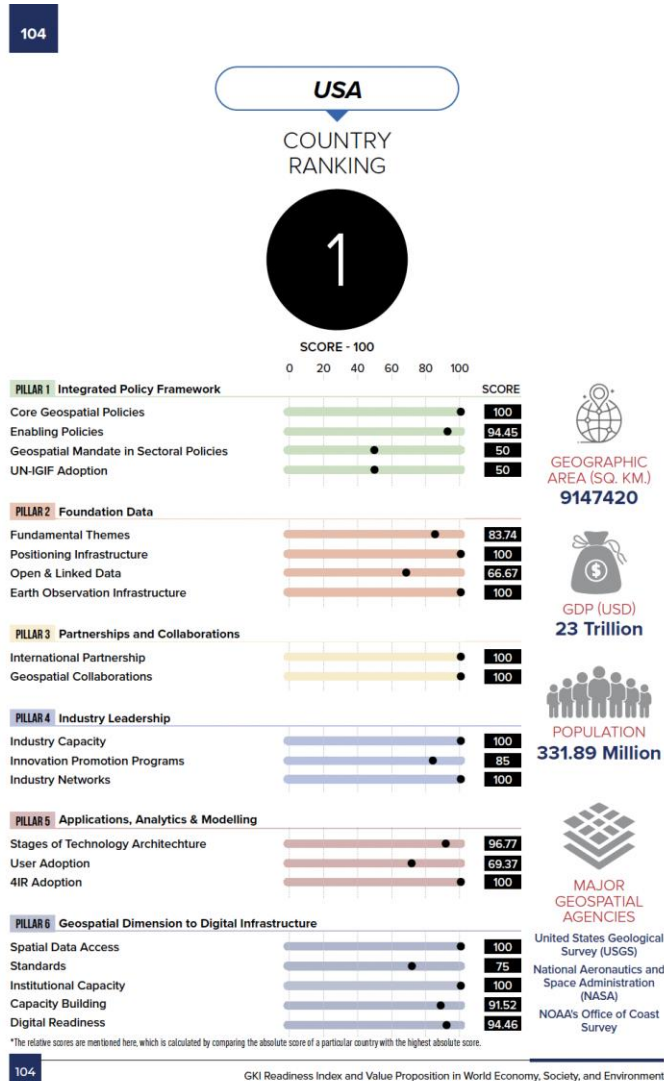 104
USA
COUNTRY
RANKING
1
SCORE - 100
0 20 40 60 80 100
PILLAR 1 Integrated Policy Framework SCORE
Core Geospatial Policies 100
Enabling Policies 94.45
Geospatial Mandate in Sectoral Policies 50
UN-IGIF Adoption 50
PILLAR 2 Foundation Data
Fundamental Themes 83.74
Positioning Infrastructure 100
Open & Linked Data 66.67
Earth Observation Infrastructure 100
PILLAR 3 Partnerships and Collaborations
International Partnership 100
Geospatial Collaborations 100
PILLAR 4 Industry Leadership
Industry Capacity 100
Innovation Promotion Programs 85
Industry Networks 100
PILLAR 5 Applications, Analytics & Modelling
Stages of Technology Architechture 96.77
User Adoption 69.37
4IR Adoption 100
PILLAR 6 Geospatial Dimension to Digital Infrastructure
Spatial Data Access 100
Standards 75
Institutional Capacity 100
Capacity Building 91.52
Digital Readiness 94.46
GEOGRAPHIC
AREA (SQ. KM.)
9147420
$
GDP (USD)
23 Trillion
POPULATION
331.89 Million
MAJOR
GEOSPATIAL
AGENCIES
United States Geological
Survey (USGS)
National Aeronautics and
Space Administration
(NASA)
NOAA's Office of Coast
Survey
*The relative scores are mentioned here, which is calculated by comparing the absolute score of a particular country with the highest absolute score.
104
GKI Readiness Index and Value Proposition in World Economy, Society, and Environment